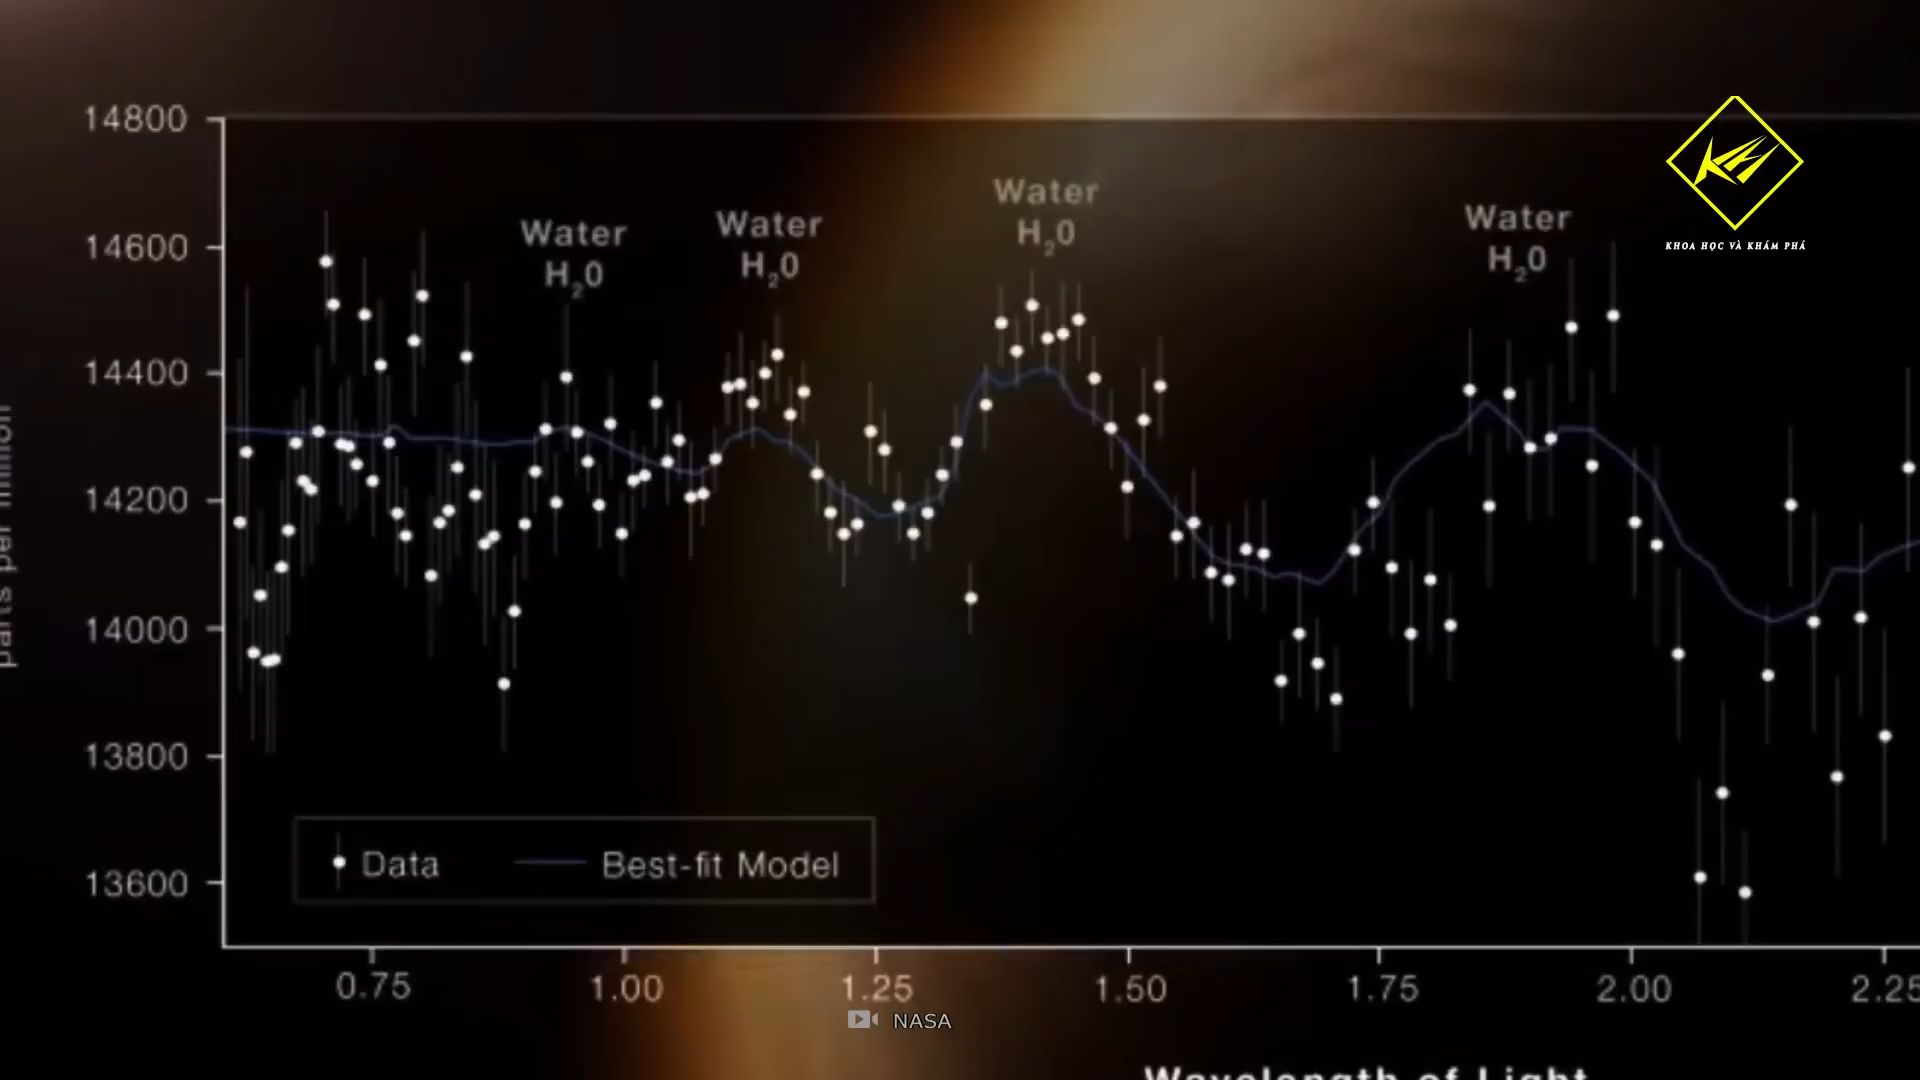 14800
14600
14400
14200
14000
13800
13600
parts per million
Water
H₂0
Water
H₂0
Water
H₂0
Water
H₂0
KHOA HỌC VÀ KHÁM PHÁ
Data
Best-fit Model
0.75
1.00
1.25
1.50
1.75
2.00
2.25
NASA
Wavelength of Light